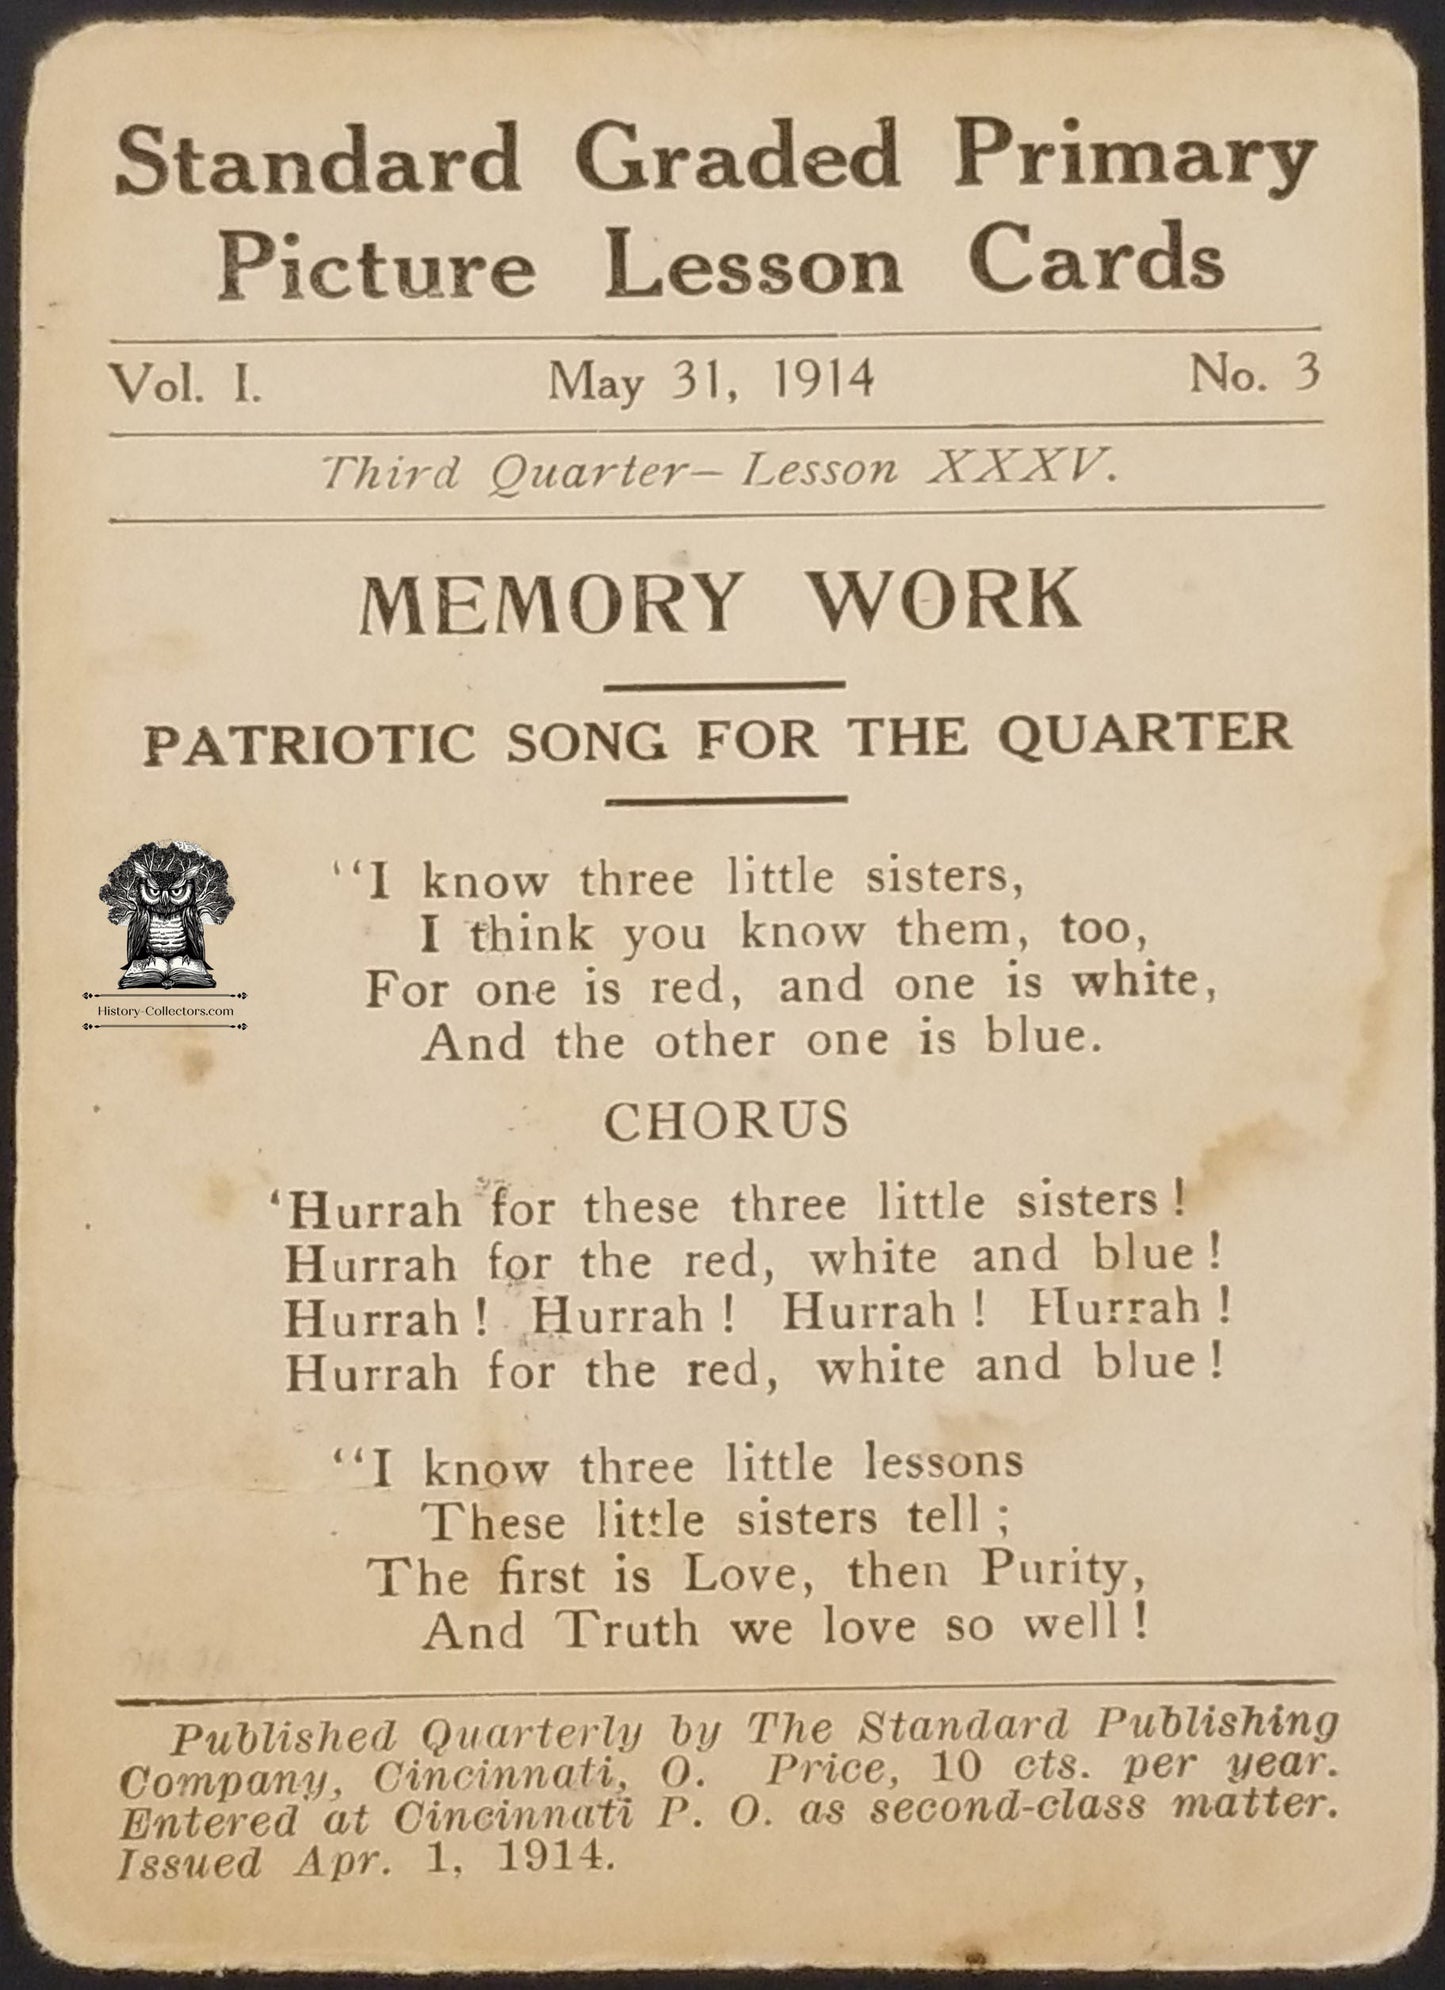 Standard Graded Primary
Picture Lesson Cards
Vol. I. May 31, 1914 No. 3
Third Quarter— Lesson XXXV.
MEMORY WORK
PATRIOTIC SONG FOR THE QUARTER
‘‘I know three little sisters,
I think you know them, too,
For one is red, and one is white,
And the other one is blue.
History-Collectors.com
CHORUS
‘Hurrah for these three little sisters !
Hurrah for the red, white and blue !
Hurrah ! Hurrah ! Hurrah ! Hurrah !
Hurrah for the red, white and blue !
‘‘I know three little lessons
These little sisters tell ;
The first is Love, then Purity,
And Truth we love so well !
Published Quarterly by The Standard Publishing
Company, Cincinnati, O. Price, 10 cts. per year.
Entered at Cincinnati P. O. as second-class matter.
Issued Apr. 1, 1914.